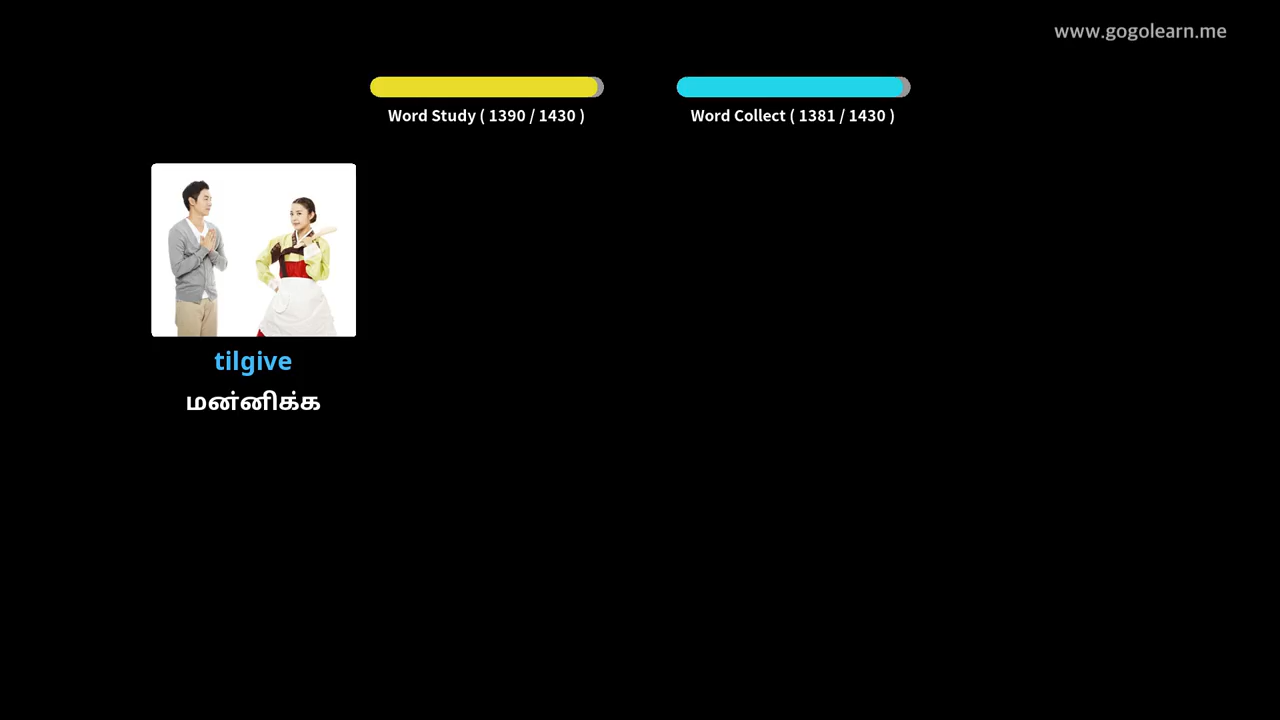 www.gogolearn.me
Word Study ( 1390 / 1430 )
Word Collect ( 1381 / 1430 )
tilgive
மன்னிக்க